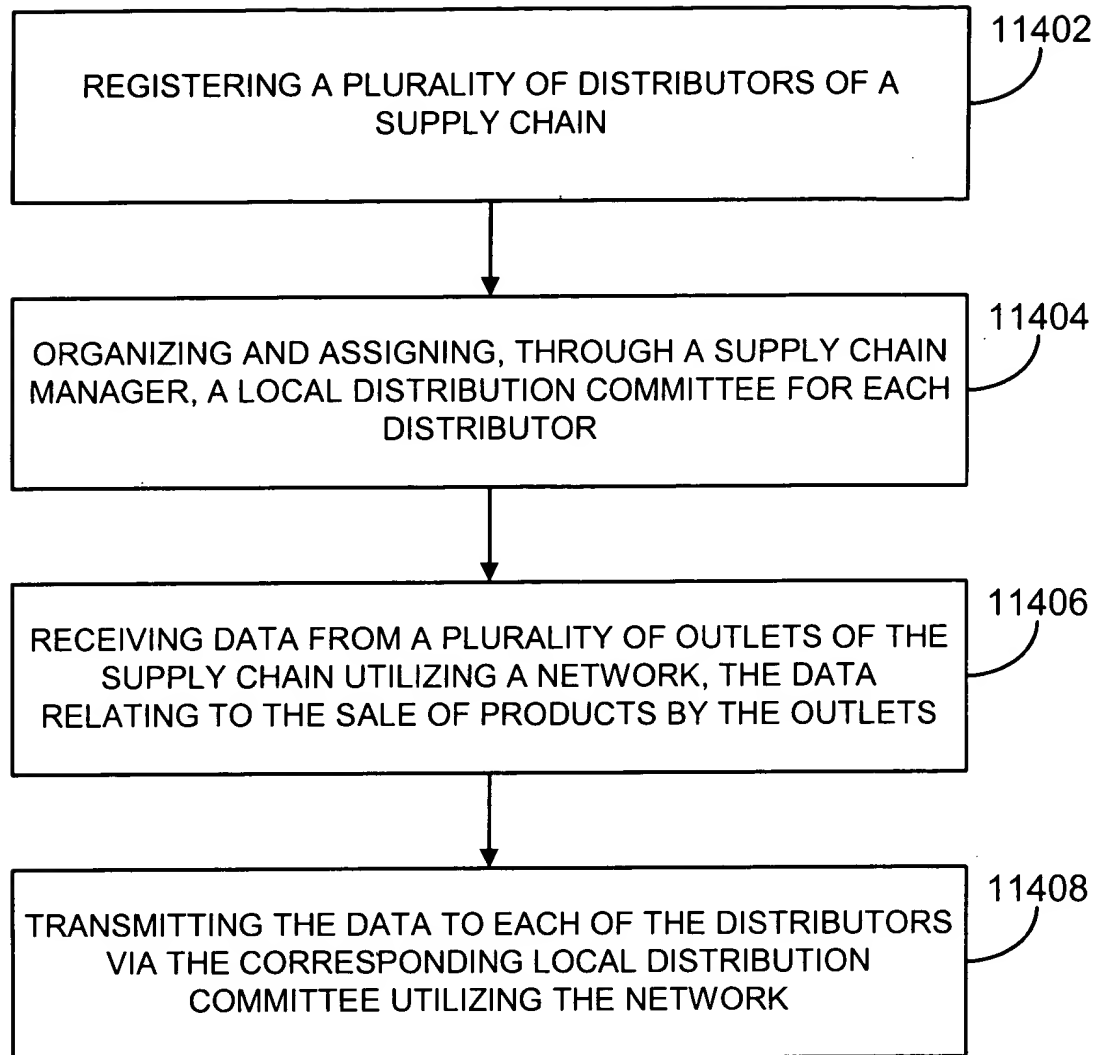 11402
REGISTERING A PLURALITY OF DISTRIBUTORS OF A
SUPPLY CHAIN
11404
ORGANIZING AND ASSIGNING, THROUGH A SUPPLY CHAIN
MANAGER, A LOCAL DISTRIBUTION COMMITTEE FOR EACH
DISTRIBUTOR
11406
RECEIVING DATA FROM A PLURALITY OF OUTLETS OF THE
SUPPLY CHAIN UTILIZING A NETWORK, THE DATA
RELATING TO THE SALE OF PRODUCTS BY THE OUTLETS
11408
TRANSMITTING THE DATA TO EACH OF THE DISTRIBUTORS
VIA THE CORRESPONDING LOCAL DISTRIBUTION
COMMITTEE UTILIZING THE NETWORK